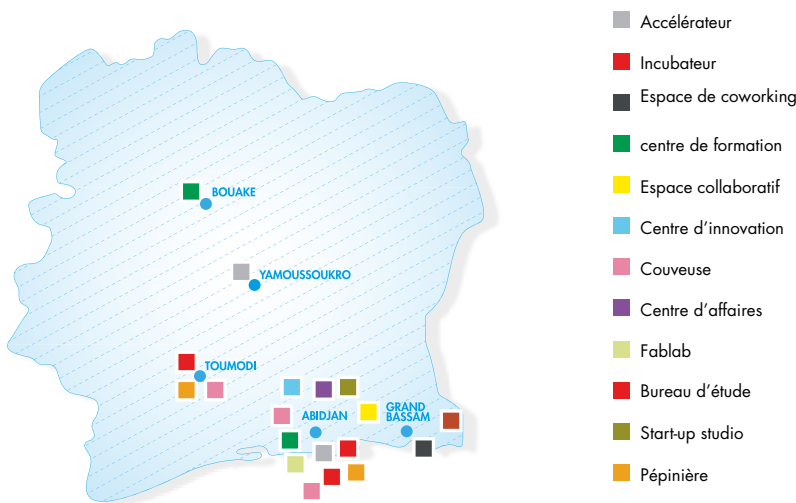 Accélérateur
Incubateur
Espace de coworking
centre de formation
Espace collaboratif
Centre d'innovation
Couveuse
Centre d'affaires
Fablab
Bureau d'étude
Start-up studio
Pépinière
BOUAKE
YAMOUSSOUKRO
TOUMODI
ABIDJAN
GRAND
BASSAM